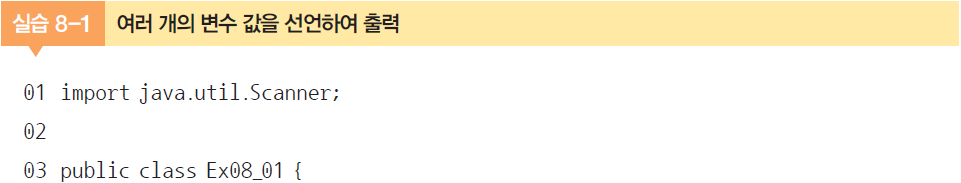 실습 8-1 여러 개의 변수 값을 선언하여 출력
01 import java.util.Scanner;
02
03 public class Ex08_01 {